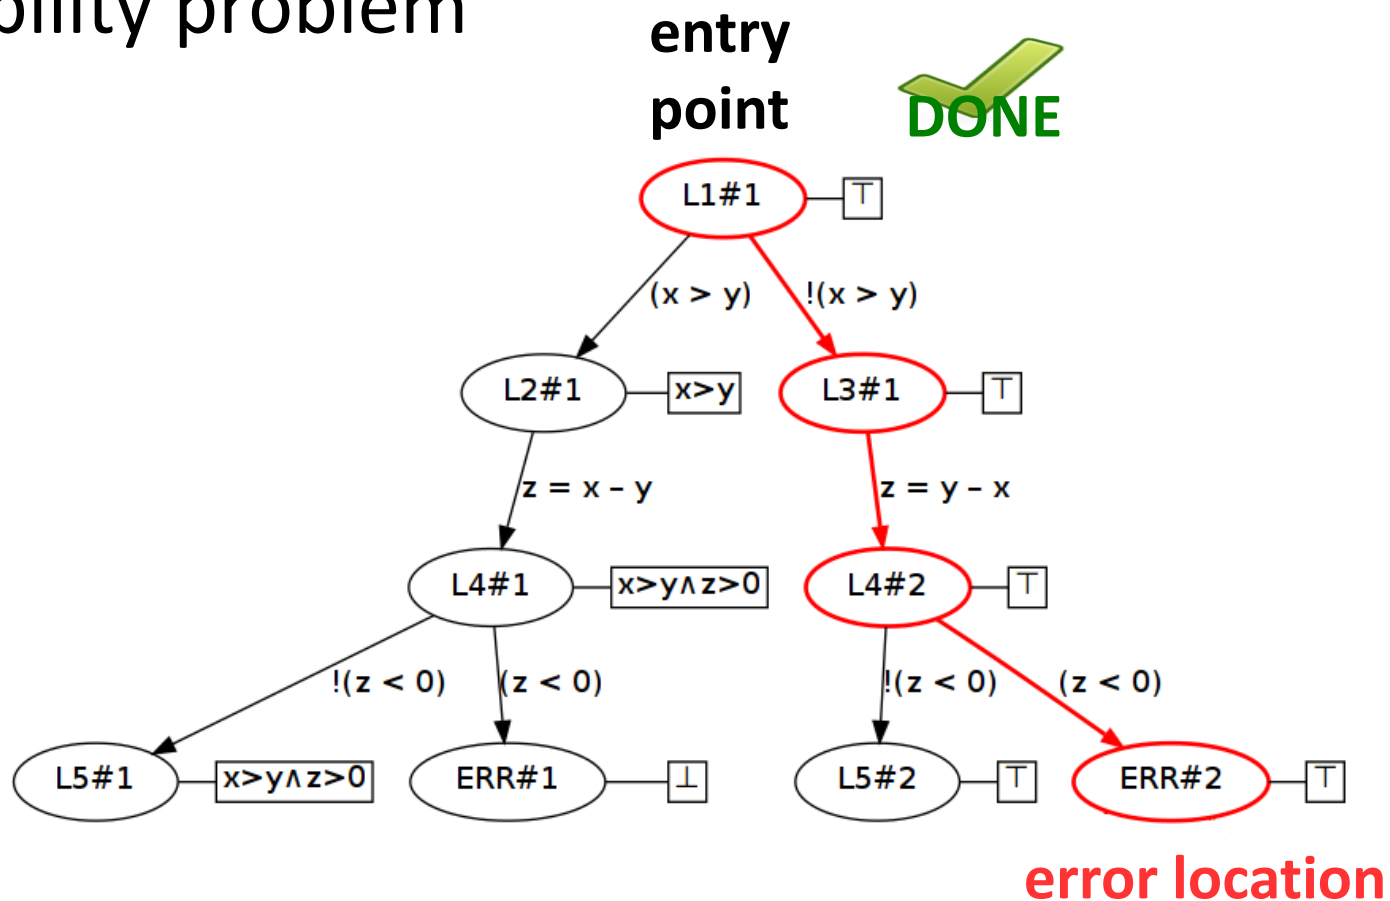 bility problem
entry
point
DONE
L1#1
⊤
(x > y)
!(x > y)
L2#1
x>y
L3#1
⊤
z = x – y
z = y – x
L4#1
x>y∧z>0
L4#2
⊤
!(z < 0)
(z < 0)
!(z < 0)
(z < 0)
L5#1
x>y∧z>0
ERR#1
⊥
L5#2
⊤
ERR#2
⊤
error location